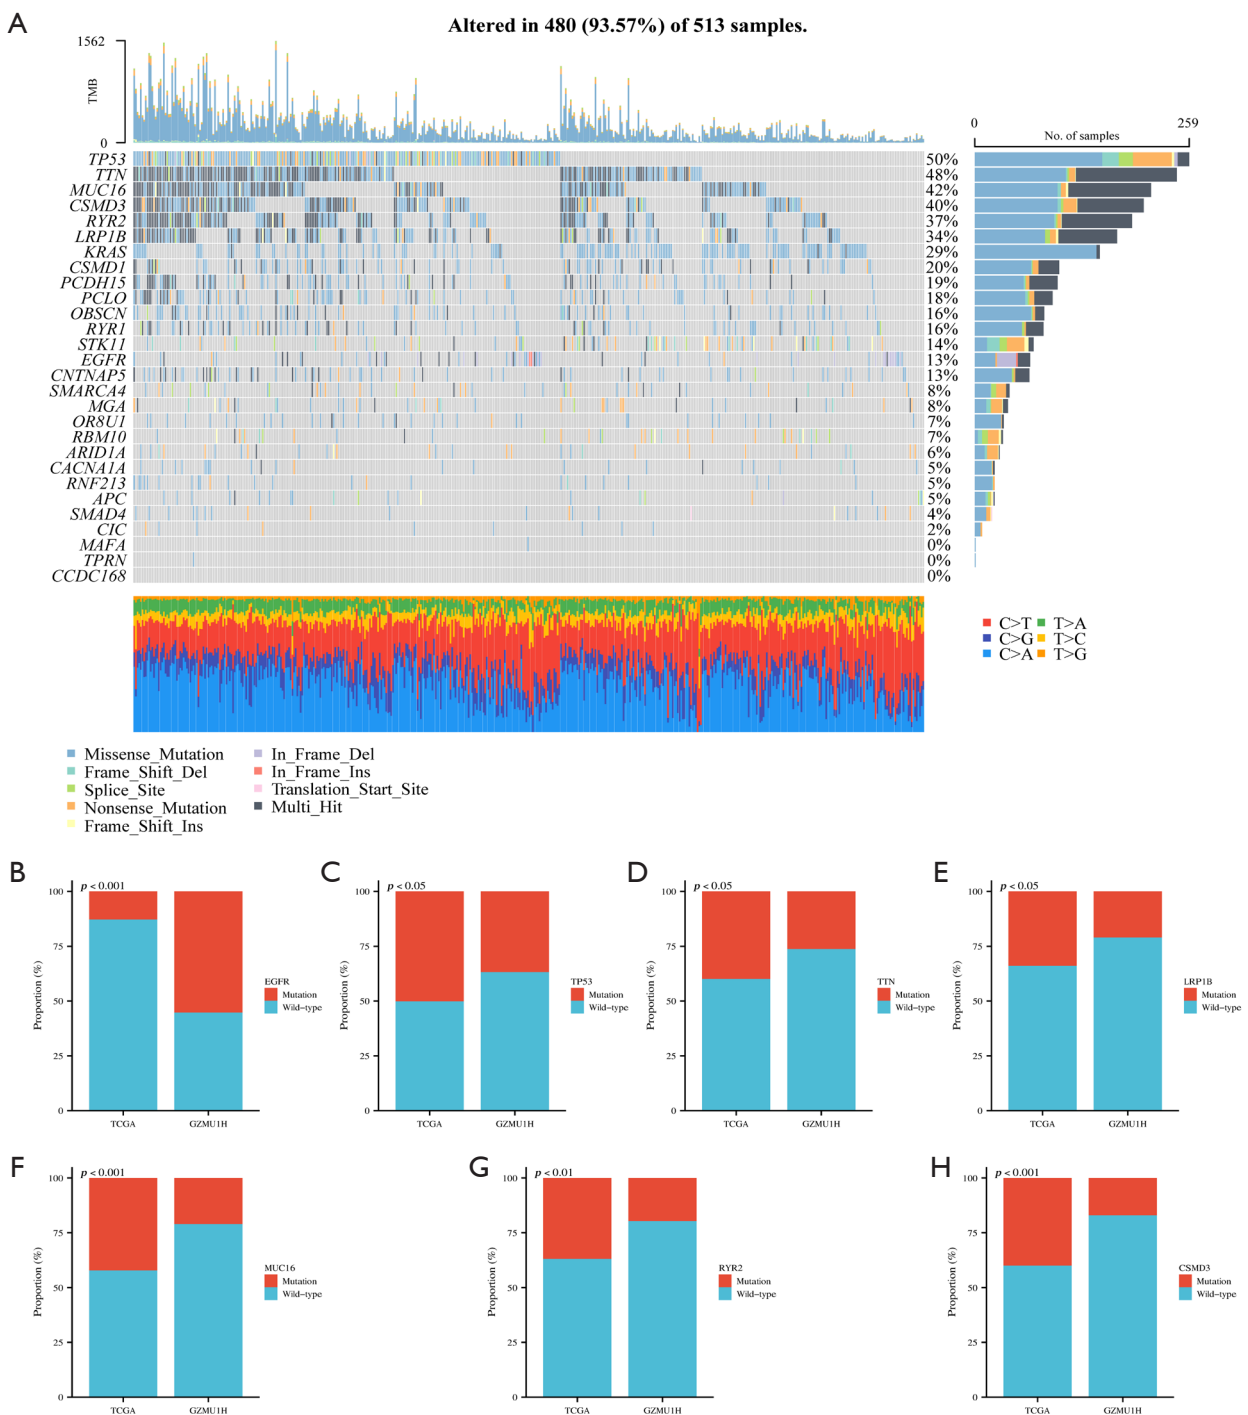 A
Altered in 480 (93.57%) of 513 samples.
1562
TMB
0
0
259
No. of samples
TP53 50%
TTN 48%
MUC16 42%
CSMD3 40%
RYR2 37%
LRP1B 34%
KRAS 29%
CSMD1 20%
PCDH15 19%
PCLO 18%
OBSCN 16%
RYR1 16%
STK11 14%
EGFR 13%
CNTNAP5 13%
SMARCA4 8%
MGA 8%
OR8U1 7%
RBM10 7%
ARID1A 6%
CACNA1A 5%
RNF213 5%
APC 5%
SMAD4 4%
CIC 2%
MAFA 0%
TPRN 0%
CCDC168 0%
C>T T>A
C>G T>C
C>A T>G
Missense_Mutation In_Frame_Del
Frame_Shift_Del In_Frame_Ins
Splice_Site Translation_Start_Site
Nonsense_Mutation Multi_Hit
Frame_Shift_Ins
B
p < 0.001
100
75
50
25
0
Proportion (%)
TCGA GZMU1H
EGFR
Mutation
Wild-type
C
p < 0.05
100
75
50
25
0
Proportion (%)
TCGA GZMU1H
TP53
Mutation
Wild-type
D
p < 0.05
100
75
50
25
0
Proportion (%)
TCGA GZMU1H
TTN
Mutation
Wild-type
E
p < 0.05
100
75
50
25
0
Proportion (%)
TCGA GZMU1H
LRP1B
Mutation
Wild-type
F
p < 0.001
100
75
50
25
0
Proportion (%)
TCGA GZMU1H
MUC16
Mutation
Wild-type
G
p < 0.01
100
75
50
25
0
Proportion (%)
TCGA GZMU1H
RYR2
Mutation
Wild-type
H
p < 0.001
100
75
50
25
0
Proportion (%)
TCGA GZMU1H
CSMD3
Mutation
Wild-type